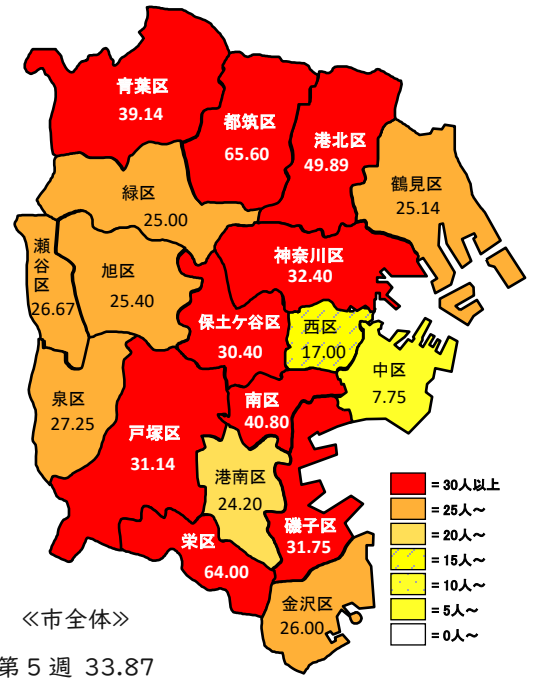 青葉区
39.14
都筑区
65.60
港北区
49.89
鶴見区
25.14
緑区
25.00
神奈川区
32.40
瀬谷区
26.67
旭区
25.40
保土ケ谷区
30.40
西区
17.00
中区
7.75
泉区
27.25
戸塚区
31.14
南区
40.80
港南区
24.20
磯子区
31.75
栄区
64.00
金沢区
26.00
= 30人以上
= 25人～
= 20人～
= 15人～
= 10人～
= 5人～
= 0人～
≪市全体≫
第5週 33.87